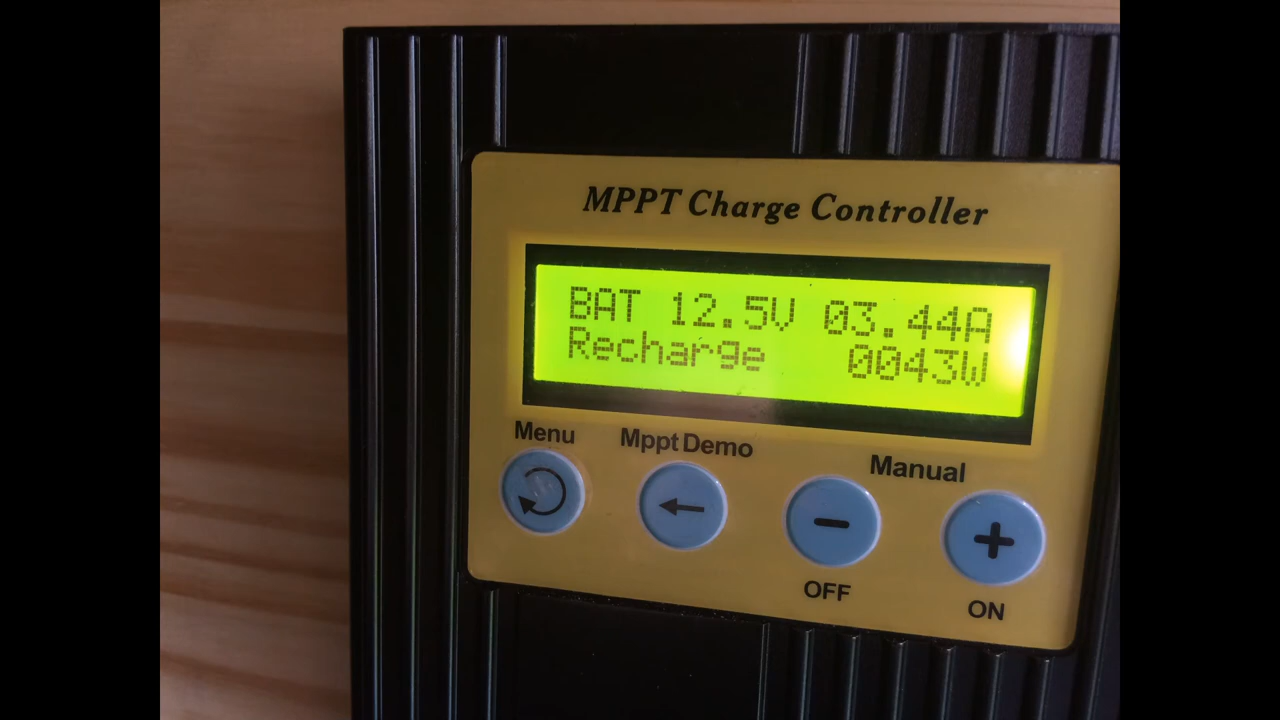 MPPT Charge Controller
BAT 12.5V 03.44A
Recharge 0043W
Menu
Mppt Demo
Manual
OFF
ON